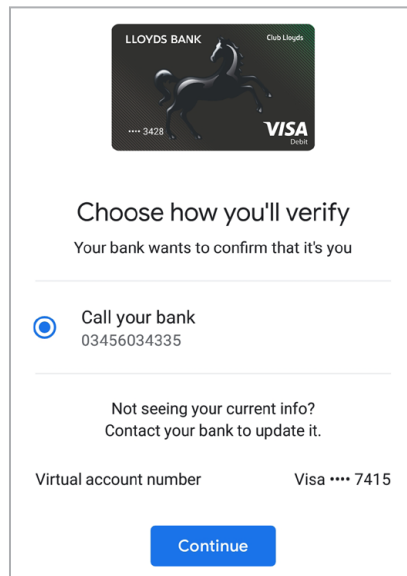 LLOYDS BANK
Club Lloyds
•••• 3428
VISA
Debit
Choose how you'll verify
Your bank wants to confirm that it's you
Call your bank
03456034335
Not seeing your current info?
Contact your bank to update it.
Virtual account number Visa •••• 7415
Continue